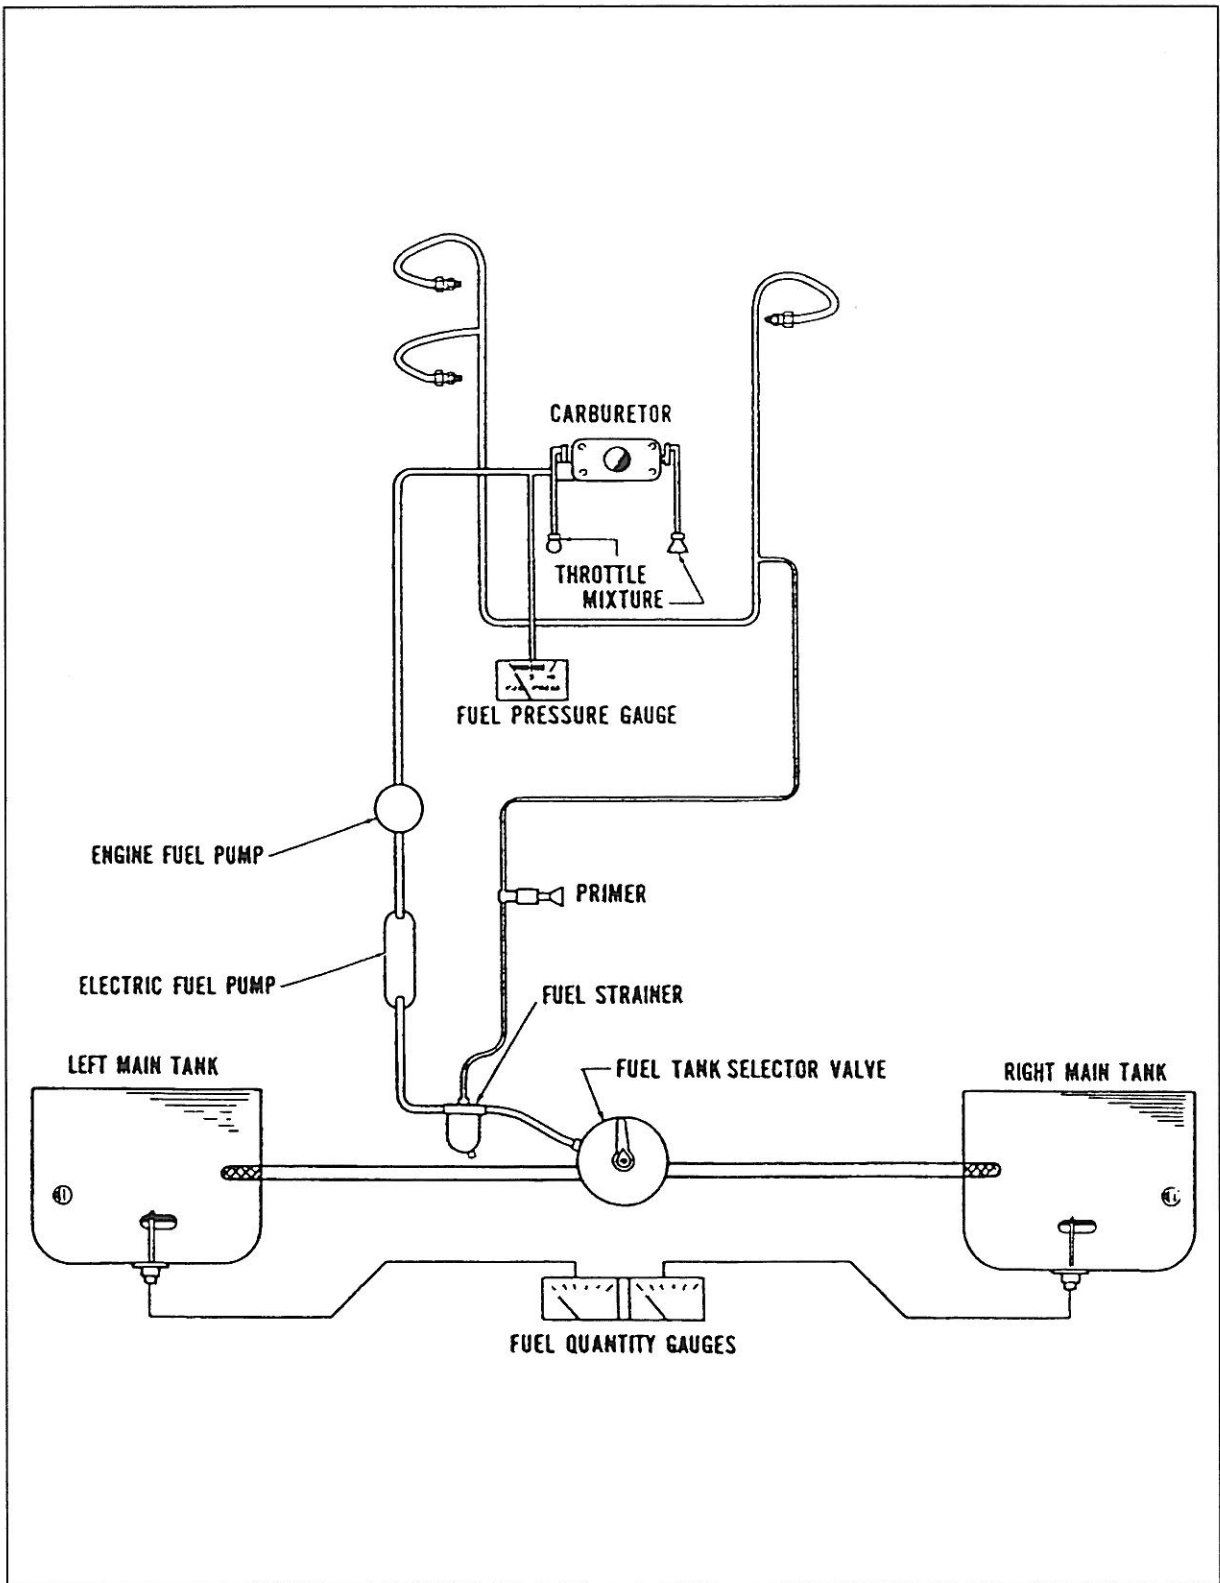 CARBURETOR
THROTTLE
MIXTURE
FUEL PRESSURE GAUGE
ENGINE FUEL PUMP
PRIMER
ELECTRIC FUEL PUMP
FUEL STRAINER
LEFT MAIN TANK
FUEL TANK SELECTOR VALVE
RIGHT MAIN TANK
FUEL QUANTITY GAUGES